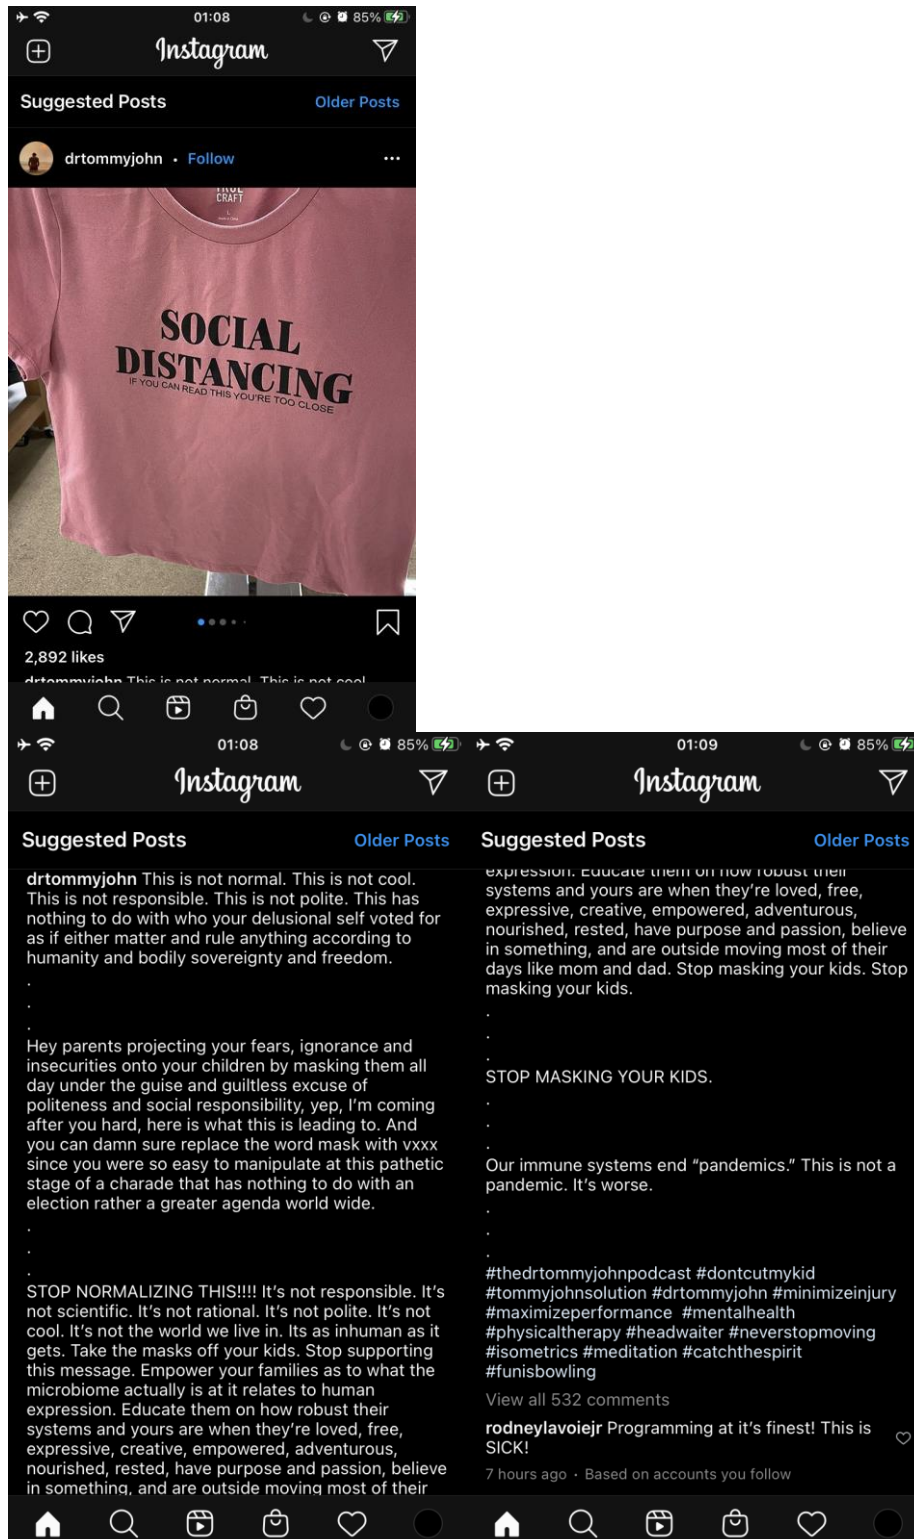 01:08
85%
Instagram
Suggested Posts
Older Posts
drtommyjohn • Follow
TRUE
CRAFT
L
SOCIAL
DISTANCING
IF YOU CAN READ THIS YOU'RE TOO CLOSE
2,892 likes
drtommyjohn This is not normal. This is not cool.
01:08
85%
Instagram
Suggested Posts
Older Posts
drtommyjohn This is not normal. This is not cool.
This is not responsible. This is not polite. This has
nothing to do with who your delusional self voted for
as if either matter and rule anything according to
humanity and bodily sovereignty and freedom.
.
.
.
Hey parents projecting your fears, ignorance and
insecurities onto your children by masking them all
day under the guise and guiltless excuse of
politeness and social responsibility, yep, I'm coming
after you hard, here is what this is leading to. And
you can damn sure replace the word mask with vxxx
since you were so easy to manipulate at this pathetic
stage of a charade that has nothing to do with an
election rather a greater agenda world wide.
.
.
.
STOP NORMALIZING THIS!!!! It's not responsible. It's
not scientific. It's not rational. It's not polite. It's not
cool. It's not the world we live in. Its as inhuman as it
gets. Take the masks off your kids. Stop supporting
this message. Empower your families as to what the
microbiome actually is at it relates to human
expression. Educate them on how robust their
systems and yours are when they're loved, free,
expressive, creative, empowered, adventurous,
nourished, rested, have purpose and passion, believe
in something, and are outside moving most of their
01:09
85%
Instagram
Suggested Posts
Older Posts
expression. Educate them on how robust their
systems and yours are when they're loved, free,
expressive, creative, empowered, adventurous,
nourished, rested, have purpose and passion, believe
in something, and are outside moving most of their
days like mom and dad. Stop masking your kids. Stop
masking your kids.
.
.
.
STOP MASKING YOUR KIDS.
.
.
.
Our immune systems end “pandemics.” This is not a
pandemic. It's worse.
.
.
.
#thedrtommyjohnpodcast #dontcutmykid
#tommyjohnsolution #drtommyjohn #minimizeinjury
#maximizeperformance #mentalhealth
#physicaltherapy #headwaiter #neverstopmoving
#isometrics #meditation #catchthespirit
#funisbowling
View all 532 comments
rodneylavoiejr Programming at it's finest! This is
SICK!
7 hours ago • Based on accounts you follow